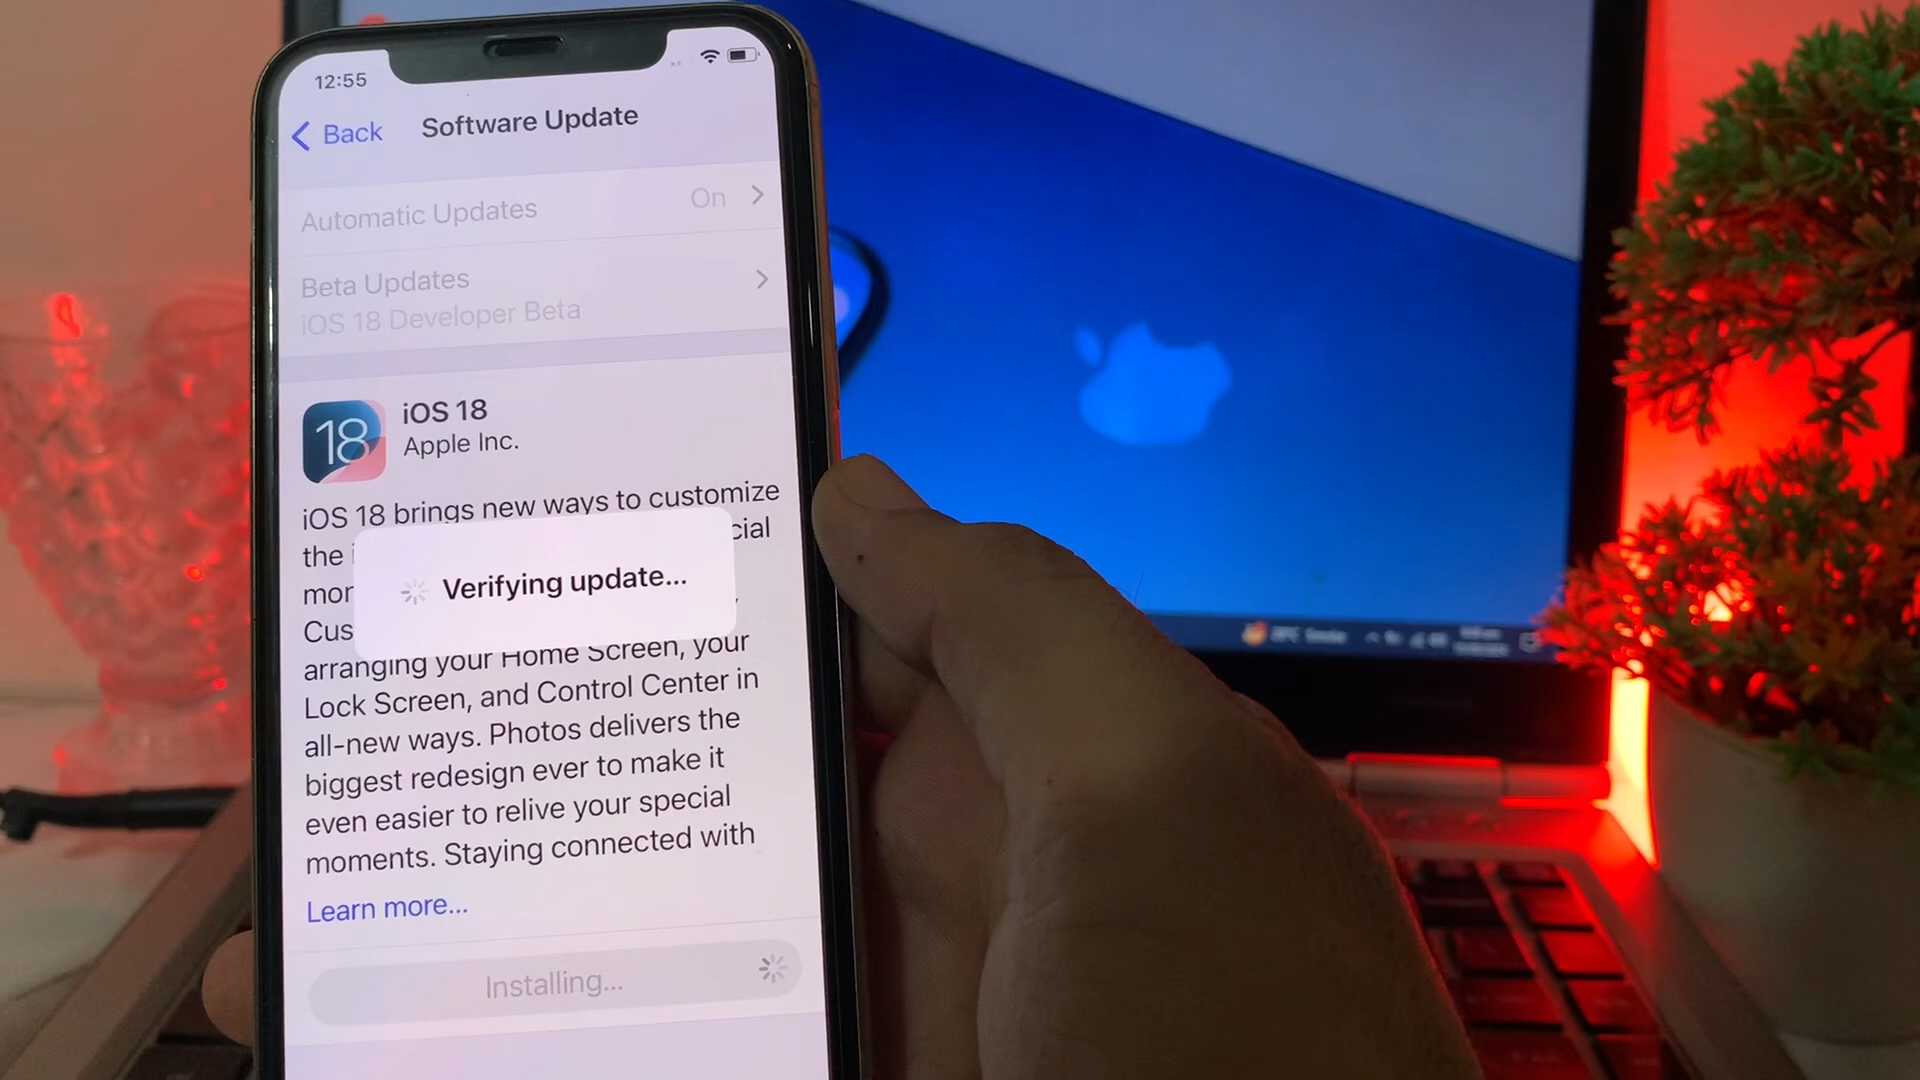 12:55
Back
Software Update
Automatic Updates
On
Beta Updates
iOS 18 Developer Beta
18
iOS 18
Apple Inc.
iOS 18 brings new ways to customize
the i
cial
mor
Verifying update...
Cus
arranging your Home Screen, your
Lock Screen, and Control Center in
all-new ways. Photos delivers the
biggest redesign ever to make it
even easier to relive your special
moments. Staying connected with
Learn more...
Installing...
Smoke